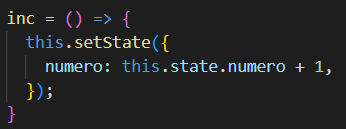 inc = () => {
  this.setState({
    numero: this.state.numero + 1,
  });
}